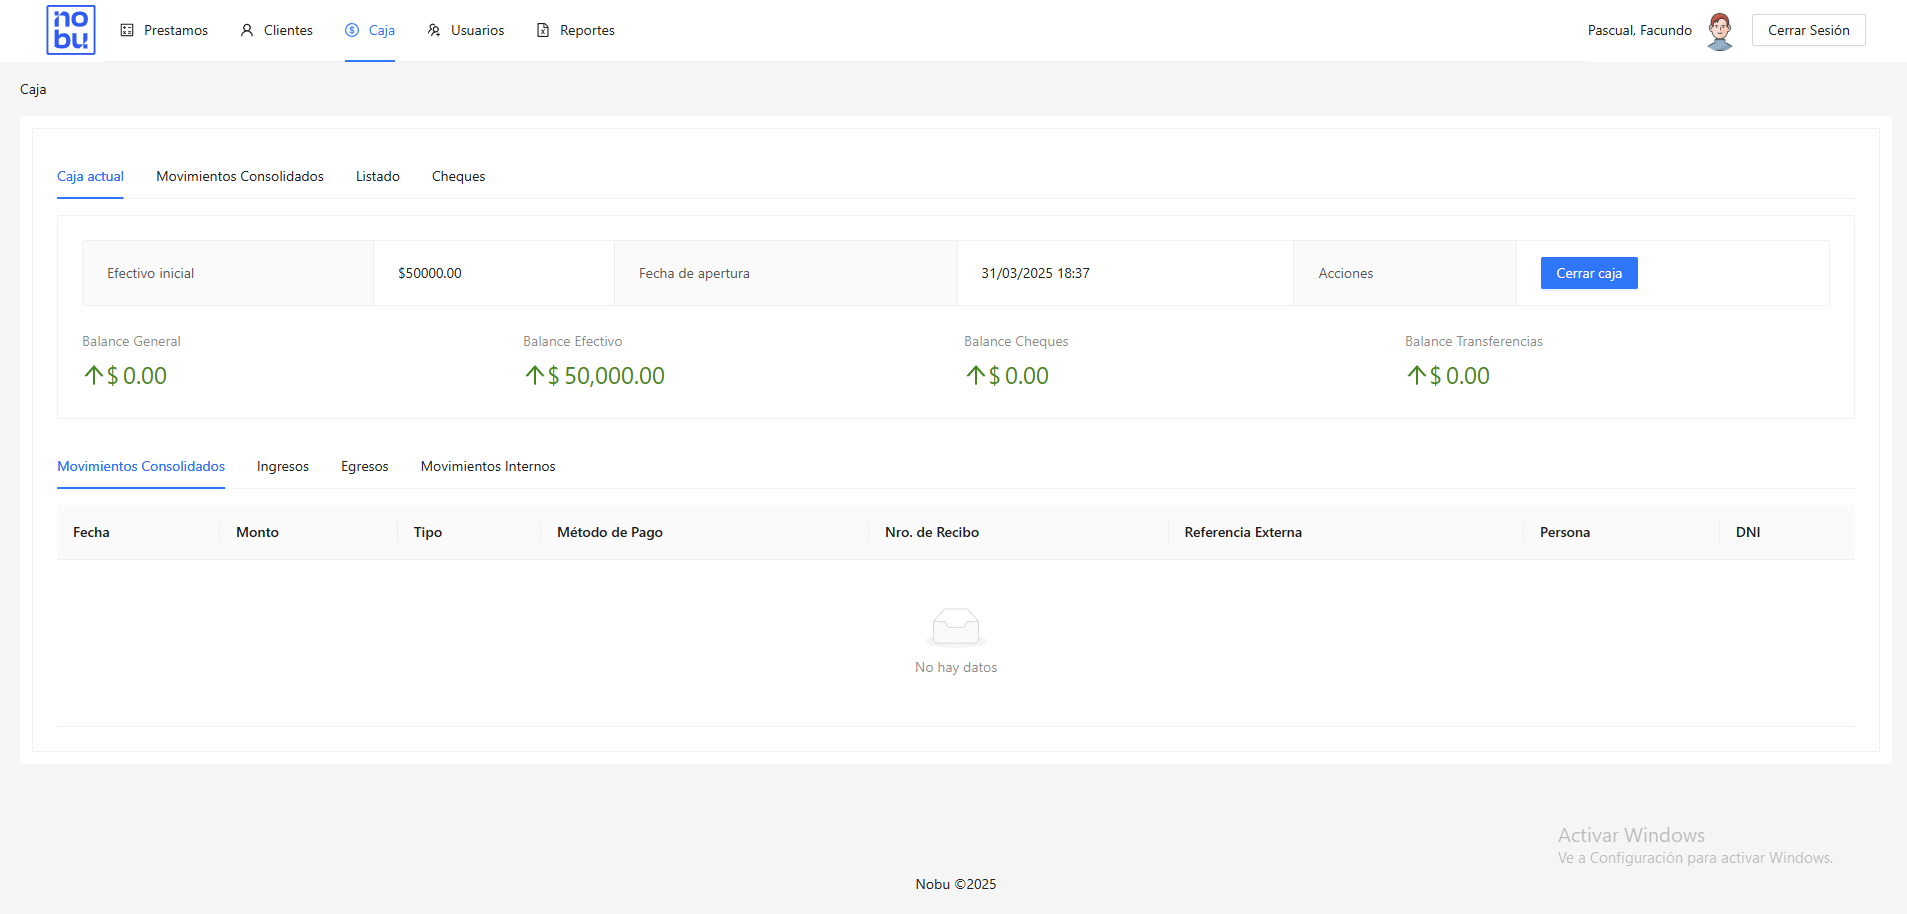 nobu
Prestamos Clientes Caja Usuarios Reportes Pascual, Facundo Cerrar Sesión
Caja
Caja actual Movimientos Consolidados Listado Cheques
Efectivo inicial $50000.00 Fecha de apertura 31/03/2025 18:37 Acciones Cerrar caja
Balance General Balance Efectivo Balance Cheques Balance Transferencias
$ 0.00 $ 50,000.00 $ 0.00 $ 0.00
Movimientos Consolidados Ingresos Egresos Movimientos Internos
Fecha Monto Tipo Método de Pago Nro. de Recibo Referencia Externa Persona DNI
No hay datos
Activar Windows
Ve a Configuración para activar Windows.
Nobu ©2025